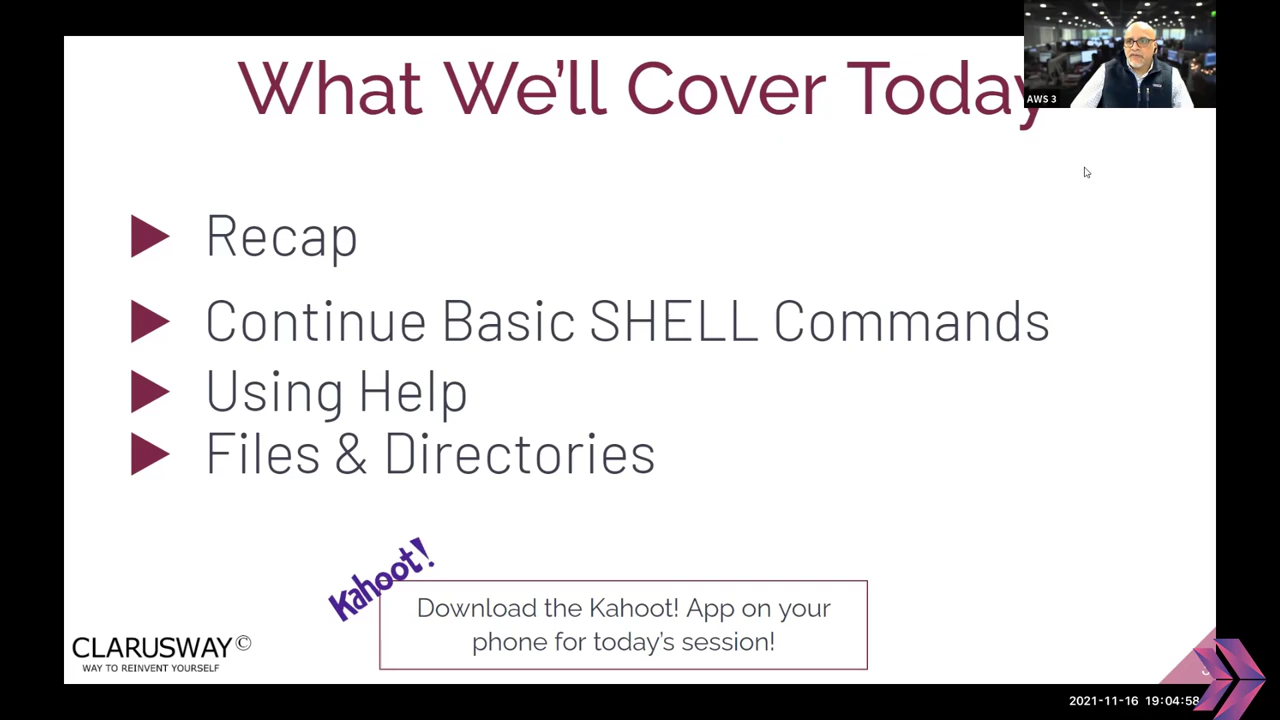 What We'll Cover Today
AWS 3
Recap
Continue Basic SHELL Commands
Using Help
Files & Directories
Kahoot!
Download the Kahoot! App on your
phone for today's session!
CLARUSWAY©
WAY TO REINVENT YOURSELF
2021-11-16 19:04:58